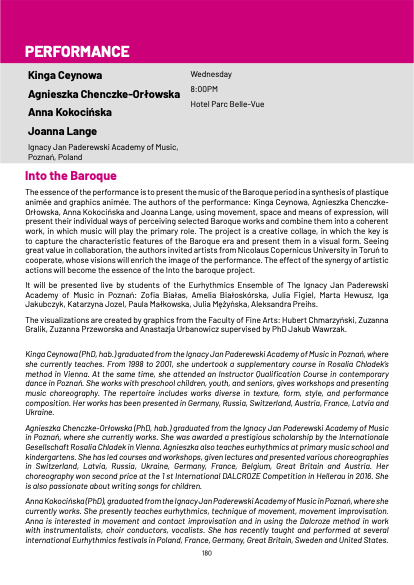 PERFORMANCE
Kinga Ceynowa
Agnieszka Chenczke-Orłowska
Anna Kokocińska
Joanna Lange
Ignacy Jan Paderewski Academy of Music,
Poznań, Poland
Wednesday
8:00PM
Hotel Parc Belle-Vue
Into the Baroque
The essence of the performance is to present the music of the Baroque period in a synthesis of plastique
animée and graphics animée. The authors of the performance: Kinga Ceynowa, Agnieszka Chenczke-
Orłowska, Anna Kokocińska and Joanna Lange, using movement, space and means of expression, will
present their individual ways of perceiving selected Baroque works and combine them into a coherent
work, in which music will play the primary role. The project is a creative collage, in which the key is
to capture the characteristic features of the Baroque era and present them in a visual form. Seeing
great value in collaboration, the authors invited artists from Nicolaus Copernicus University in Toruń to
cooperate, whose visions will enrich the image of the performance. The effect of the synergy of artistic
actions will become the essence of the Into the baroque project.
It will be presented live by students of the Eurhythmics Ensemble of The Ignacy Jan Paderewski
Academy of Music in Poznań: Zofia Białas, Amelia Białoskórska, Julia Figiel, Marta Hewusz, Iga
Jakubczyk, Katarzyna Jozel, Paula Małkowska, Julia Mężyńska, Aleksandra Preihs.
The visualizations are created by graphics from the Faculty of Fine Arts: Hubert Chmarzyński, Zuzanna
Gralik, Zuzanna Przeworska and Anastazja Urbanowicz supervised by PhD Jakub Wawrzak.
Kinga Ceynowa (PhD, hab.) graduated from the Ignacy Jan Paderewski Academy of Music in Poznań, where
she currently teaches. From 1998 to 2001, she undertook a supplementary course in Rosalia Chladek's
method in Vienna. At the same time, she attended an Instructor Qualification Course in contemporary
dance in Poznań. She works with preschool children, youth, and seniors, gives workshops and presenting
music choreography. The repertoire includes works diverse in texture, form, style, and performance
composition. Her works has been presented in Germany, Russia, Switzerland, Austria, France, Latvia and
Ukraine.
Agnieszka Chenczke-Orłowska (PhD, hab.) graduated from the Ignacy Jan Paderewski Academy of Music
in Poznań, where she currently works. She was awarded a prestigious scholarship by the Internationale
Gesellschaft Rosalia Chladek in Vienna. Agnieszka also teaches eurhythmics at primary music school and
kindergartens. She has led courses and workshops, given lectures and presented various choreographies
in Switzerland, Latvia, Russia, Ukraine, Germany, France, Belgium, Great Britain and Austria. Her
choreography won second price at the 1 st International DALCROZE Competition in Hellerau in 2016. She
is also passionate about writing songs for children.
Anna Kokocińska (PhD), graduated from the Ignacy Jan Paderewski Academy of Music in Poznań, where she
currently works. She presently teaches eurhythmics, technique of movement, movement improvisation.
Anna is interested in movement and contact improvisation and in using the Dalcroze method in work
with instrumentalists, choir conductors, vocalists. She has recently taught and performed at several
international Eurhythmics festivals in Poland, France, Germany, Great Britain, Sweden and United States.
180